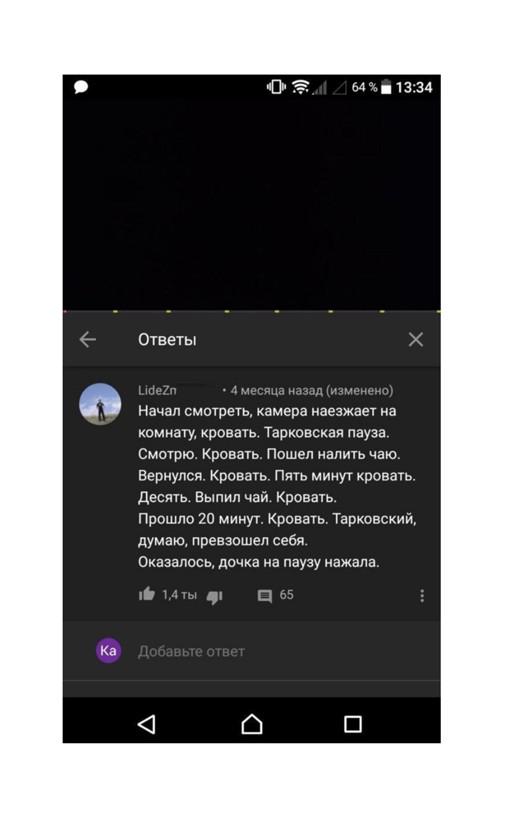 64 % 13:34
Ответы
LideZn • 4 месяца назад (изменено)
Начал смотреть, камера наезжает на
комнату, кровать. Тарковская пауза.
Смотрю. Кровать. Пошел налить чаю.
Вернулся. Кровать. Пять минут кровать.
Десять. Выпил чай. Кровать.
Прошло 20 минут. Кровать. Тарковский,
думаю, превзошел себя.
Оказалось, дочка на паузу нажала.
1,4 ты 65
Ка Добавьте ответ